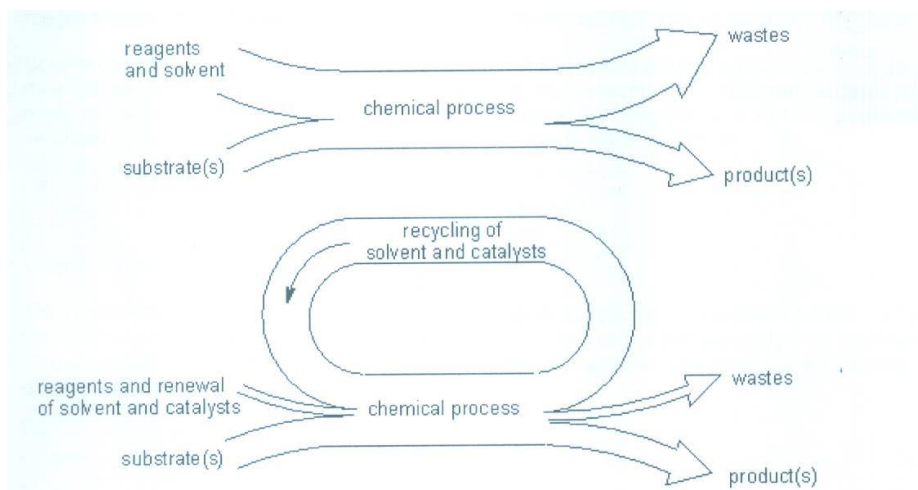 reagents
and solvent
wastes
chemical process
substrate(s)
product(s)
recycling of
solvent and catalysts
reagents and renewal
of solvent and catalysts
chemical process
wastes
substrate(s)
product(s)